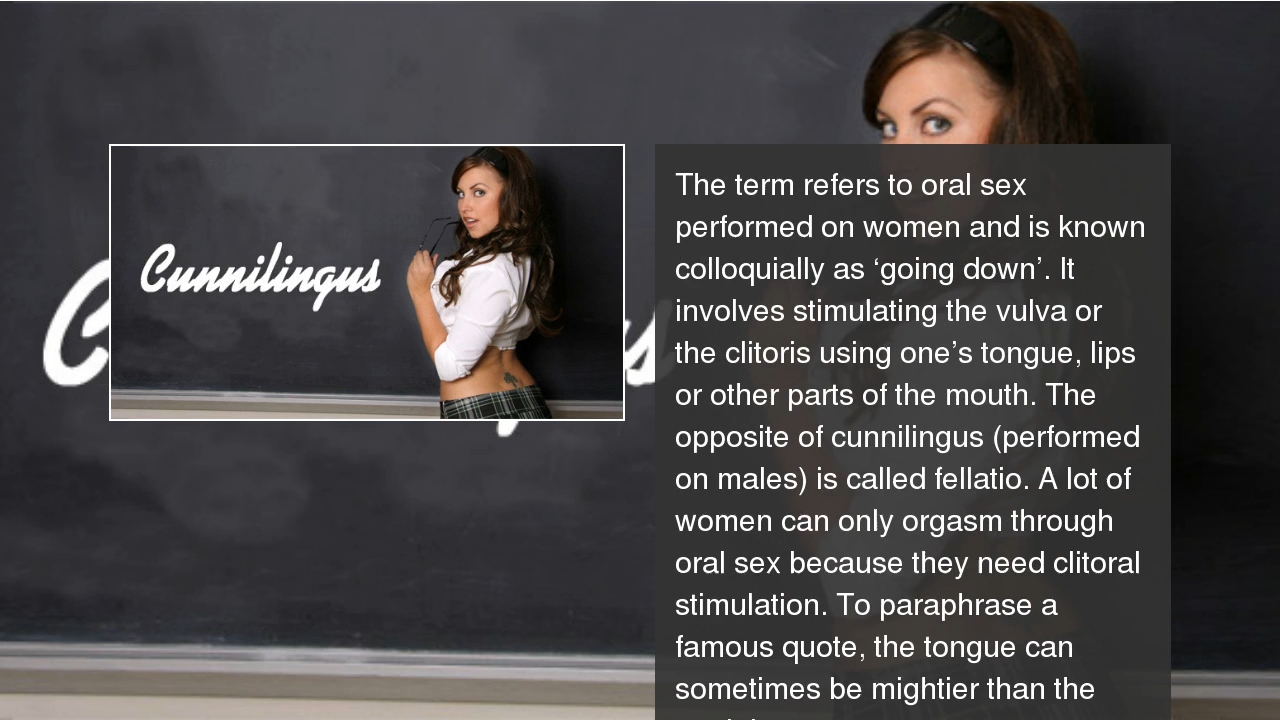 Cunnilingus
The term refers to oral sex
performed on women and is known
colloquially as ‘going down’. It
involves stimulating the vulva or
the clitoris using one’s tongue, lips
or other parts of the mouth. The
opposite of cunnilingus (performed
on males) is called fellatio. A lot of
women can only orgasm through
oral sex because they need clitoral
stimulation. To paraphrase a
famous quote, the tongue can
sometimes be mightier than the